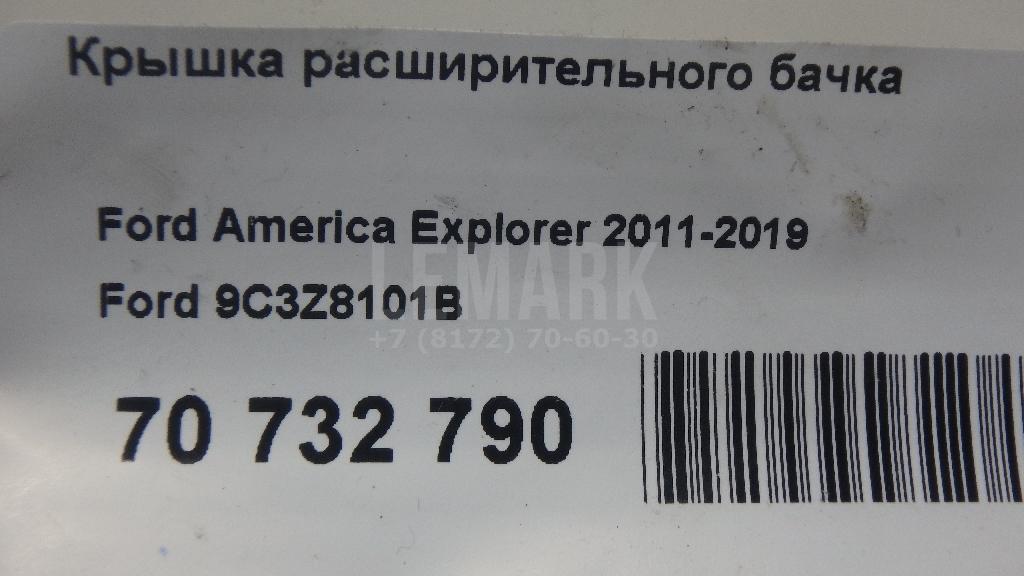 Крышка расширительного бачка
Ford America Explorer 2011-2019
LEMARK
Ford 9C3Z8101B
+7 (8172) 70-60-30
70 732 790